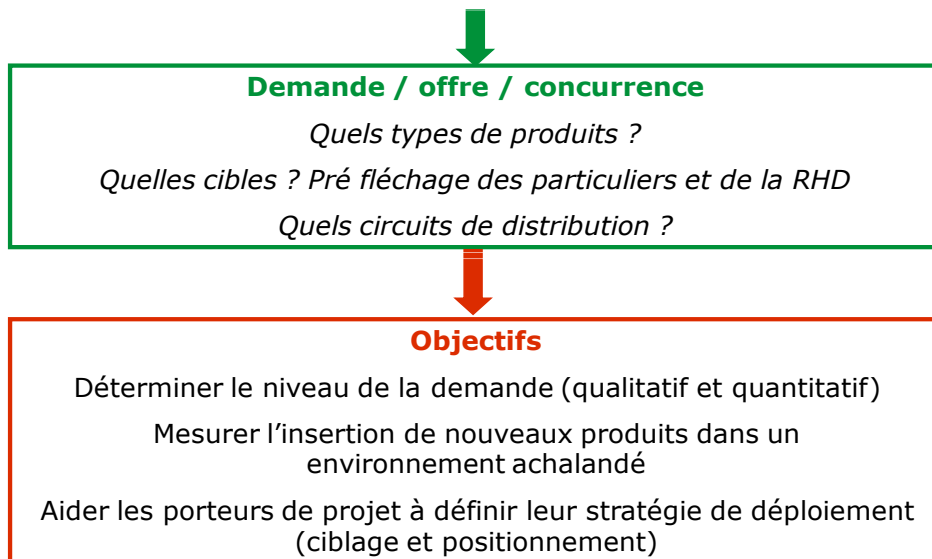 Demande / offre / concurrence
Quels types de produits ?
Quelles cibles ? Pré fléchage des particuliers et de la RHD
Quels circuits de distribution ?
Objectifs
Déterminer le niveau de la demande (qualitatif et quantitatif)
Mesurer l’insertion de nouveaux produits dans un
environnement achalandé
Aider les porteurs de projet à définir leur stratégie de déploiement
(ciblage et positionnement)